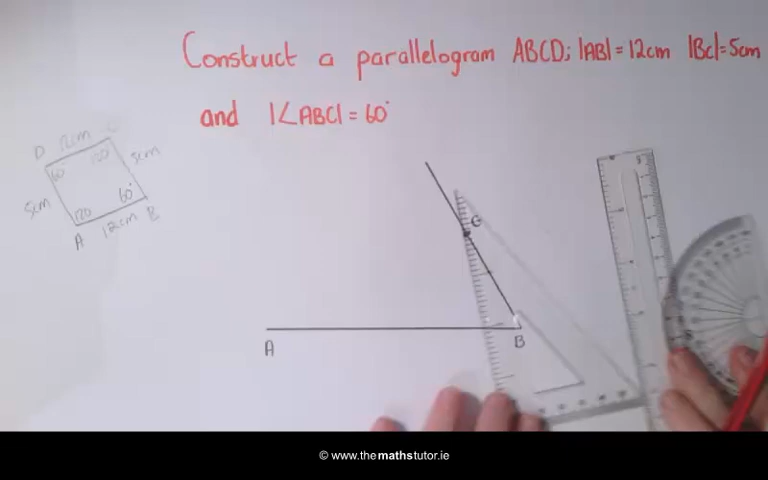 Construct a parallelogram ABCD; |AB| = 12cm |BC| = 5cm
and |∠ABC| = 60°
D 12cm C
60 120 5cm
5cm 60°
120 B
A 12cm
C
A B
© www.themathstutor.ie